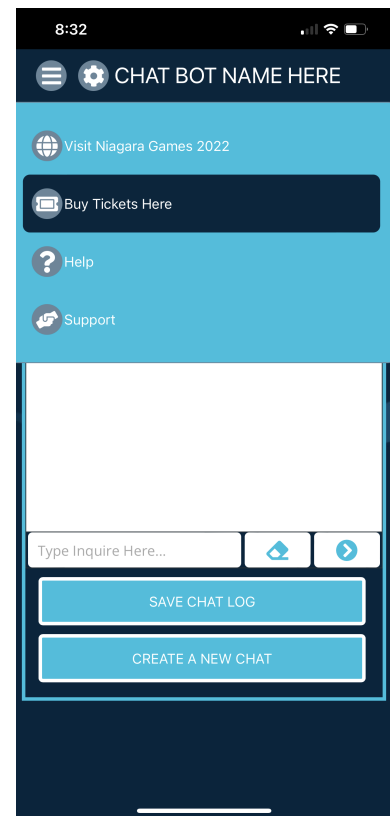 8:32
CHAT BOT NAME HERE
Visit Niagara Games 2022
Buy Tickets Here
Help
Support
Type Inquire Here...
SAVE CHAT LOG
CREATE A NEW CHAT